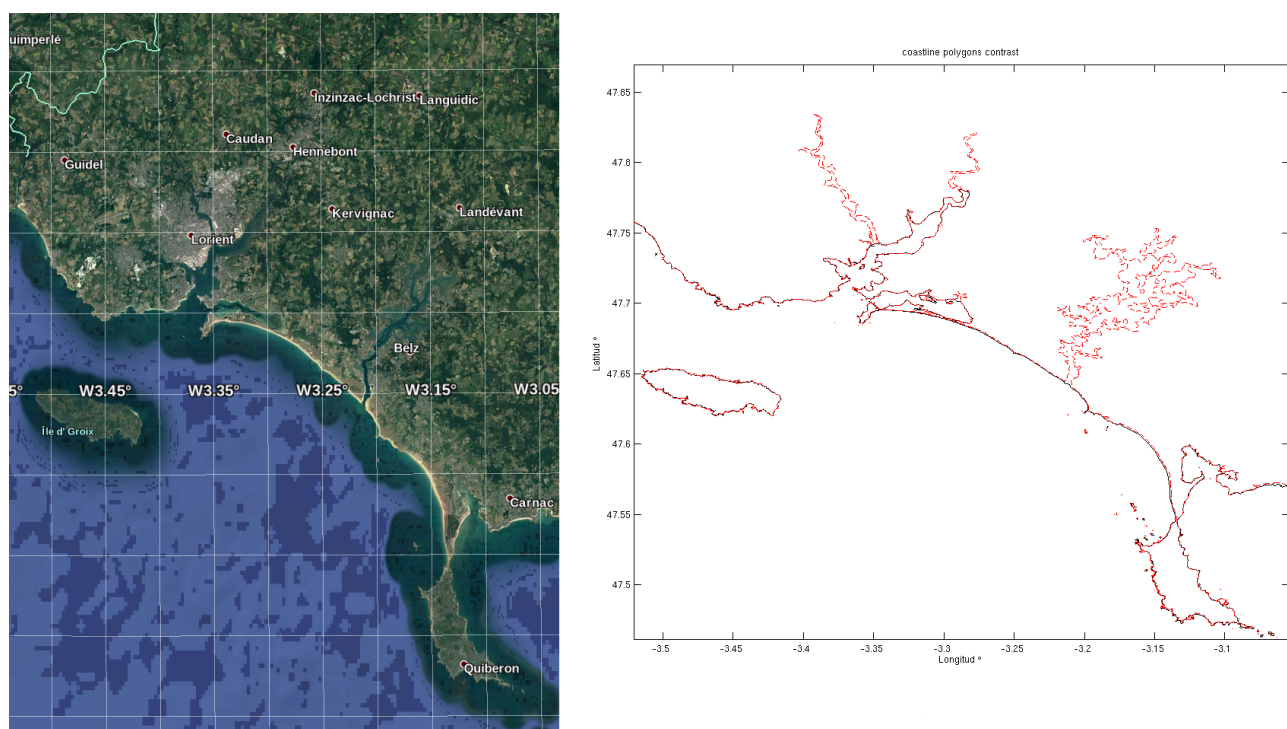 uimperlé
Inzinzac-Lochrist
Languidic
Caudan
Hennebont
Guidel
Kervignac
Landévant
Lorient
Belz
5°
W3.45°
W3.35°
W3.25°
W3.15°
W3.05
Île d' Groix
Carnac
Quiberon
coastline polygons contrast
47.85
47.8
47.75
47.7
47.65
47.6
47.55
47.5
Latitud º
-3.5
-3.45
-3.4
-3.35
-3.3
-3.25
-3.2
-3.15
-3.1
Longitud º